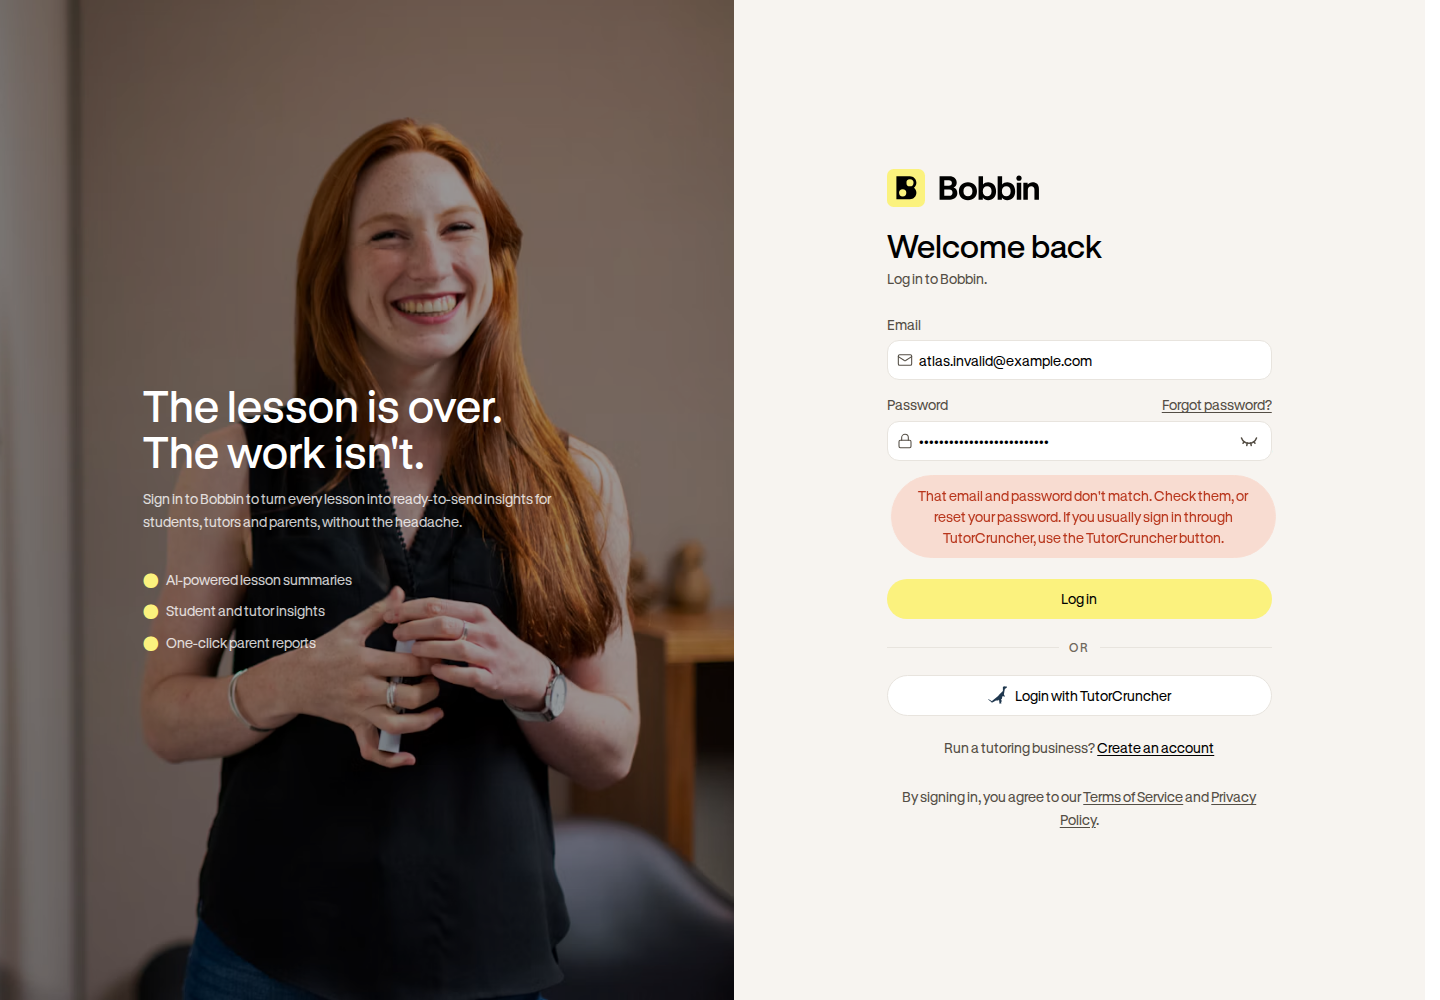 The lesson is over.
The work isn't.
Sign in to Bobbin to turn every lesson into ready-to-send insights for
students, tutors and parents, without the headache.
AI-powered lesson summaries
Student and tutor insights
One-click parent reports
Bobbin
Welcome back
Log in to Bobbin.
Email
atlas.invalid@example.com
Password
Forgot password?
••••••••••••••••••••••••••
That email and password don't match. Check them, or
reset your password. If you usually sign in through
TutorCruncher, use the TutorCruncher button.
Log in
OR
Login with TutorCruncher
Run a tutoring business? Create an account
By signing in, you agree to our Terms of Service and Privacy
Policy.